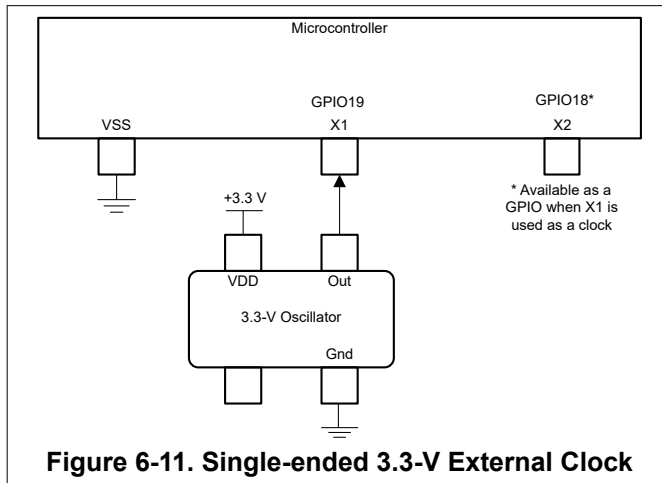 Microcontroller
GPIO19
GPIO18*
VSS
X1
X2
* Available as a
GPIO when X1 is
used as a clock
+3.3 V
VDD
Out
3.3-V Oscillator
Gnd
Figure 6-11. Single-ended 3.3-V External Clock